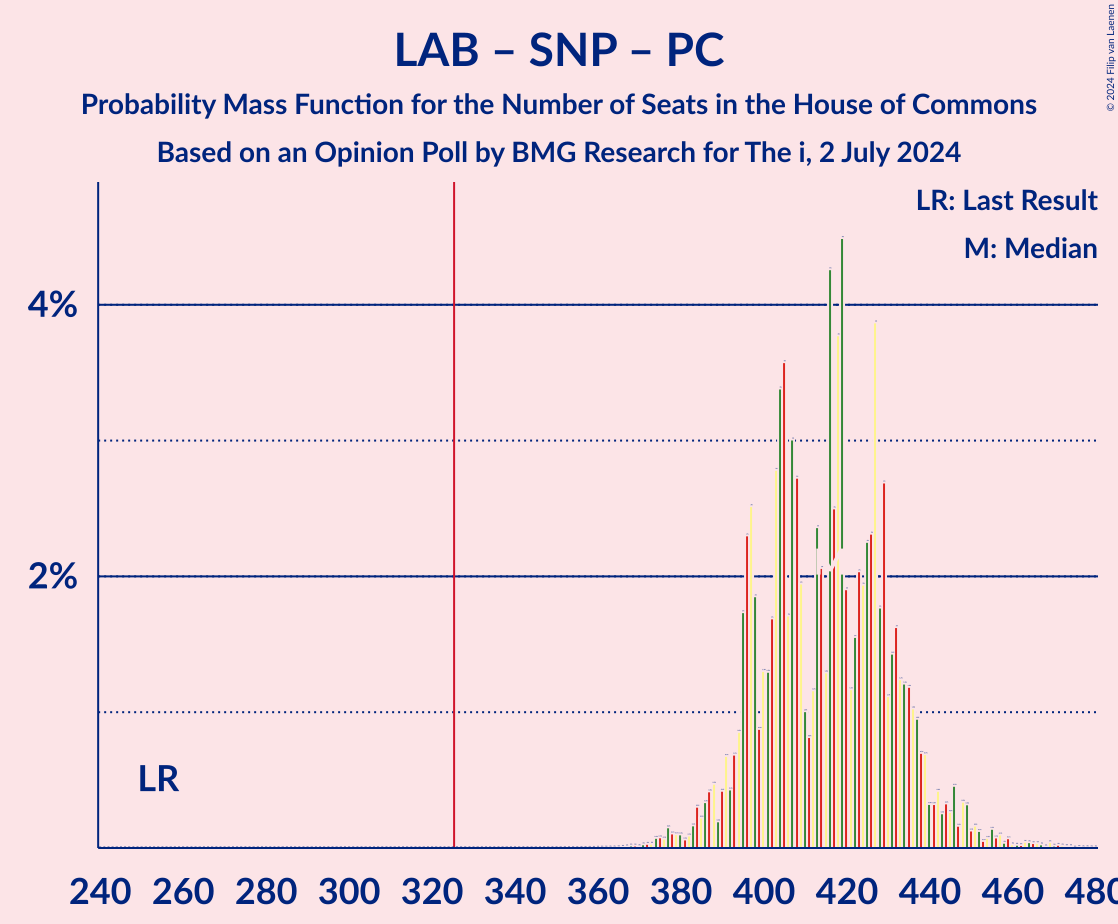 LAB – SNP – PC
Probability Mass Function for the Number of Seats in the House of Commons
Based on an Opinion Poll by BMG Research for The i, 2 July 2024
© 2024 Filip van Laenen
LR: Last Result
M: Median
4%
2%
LR
240 260 280 300 320 340 360 380 400 420 440 460 480